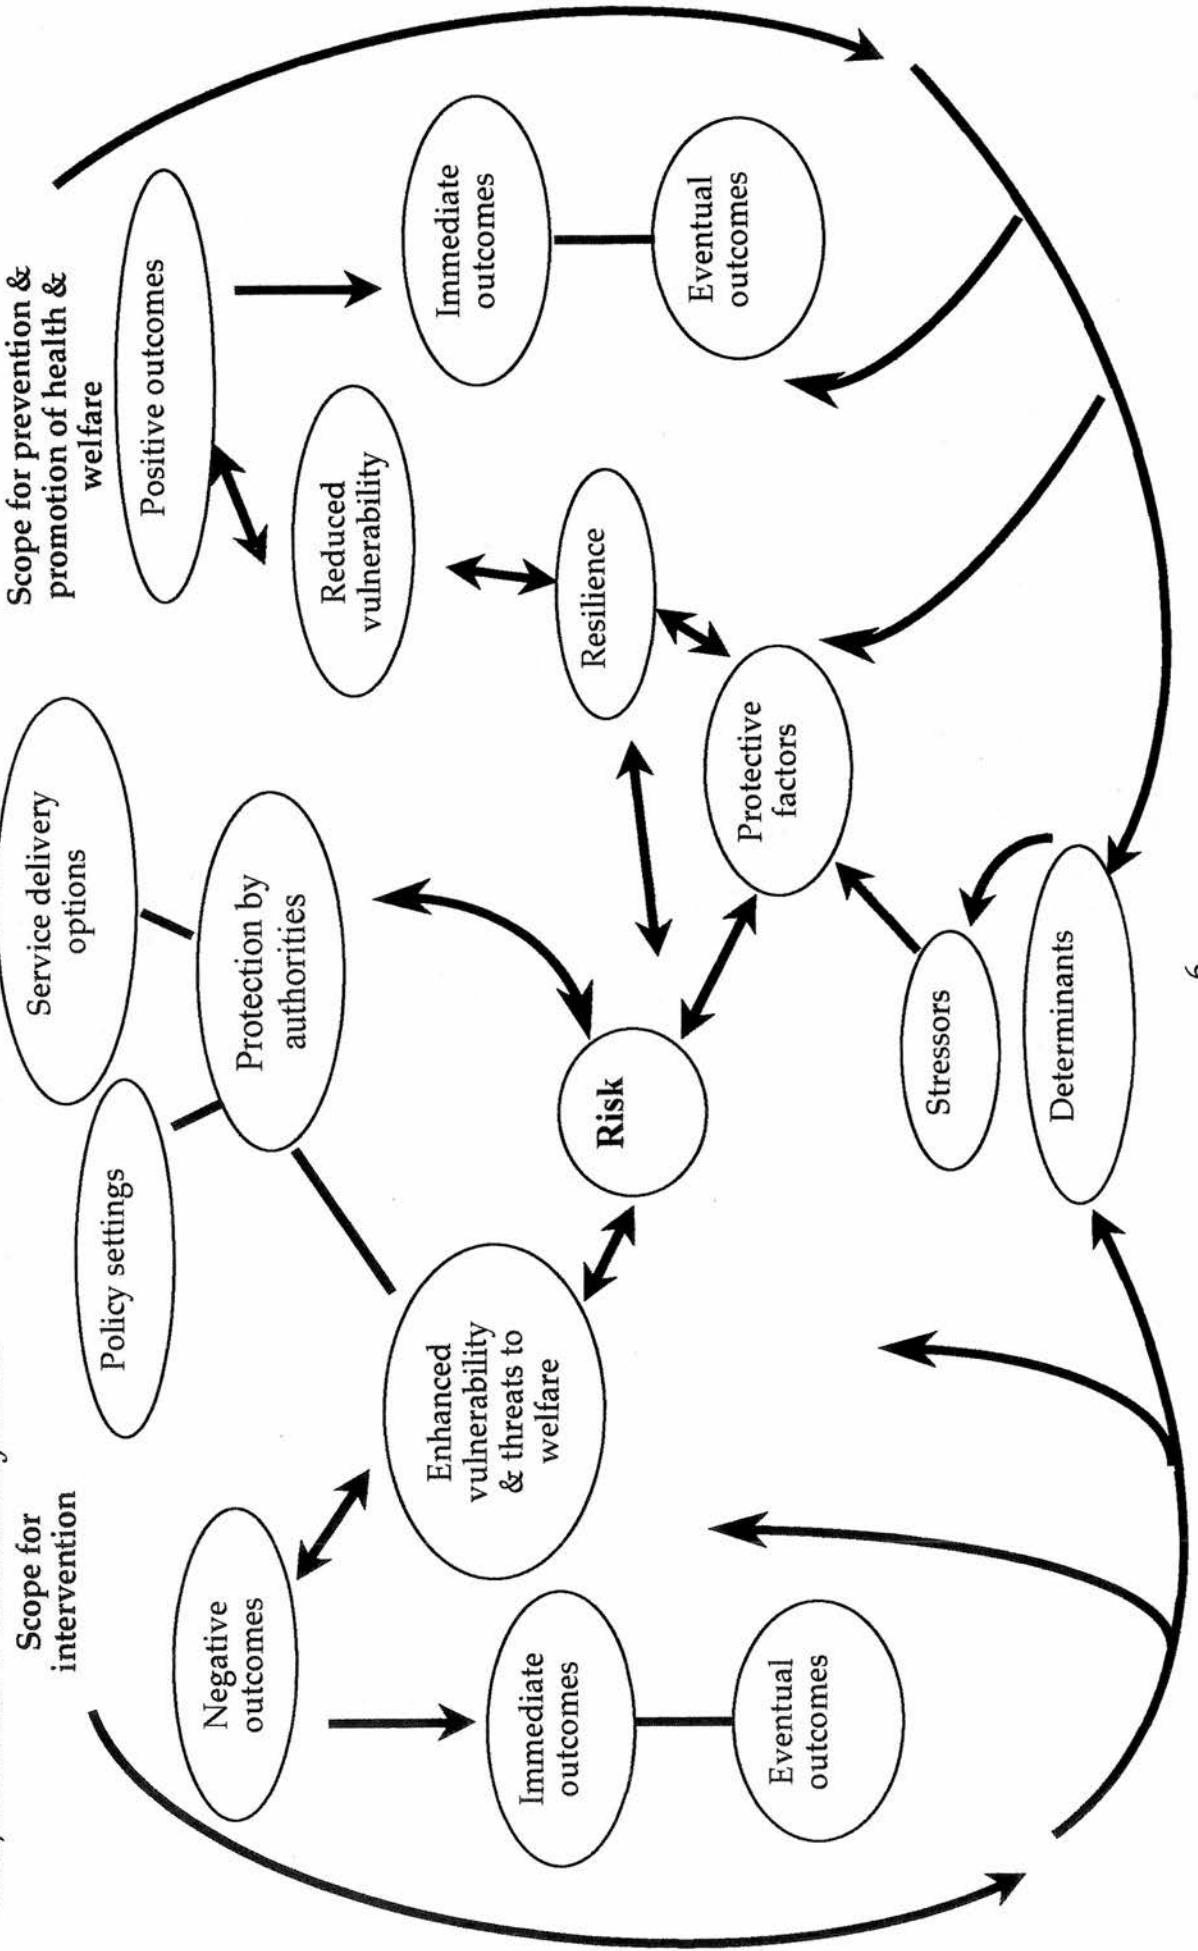 Scope for
intervention
Scope for prevention &
promotion of health &
welfare
Policy settings
Service delivery
options
Positive outcomes
Negative
outcomes
Protection by
authorities
Reduced
vulnerability
Immediate
outcomes
Enhanced
vulnerability
& threats to
welfare
Immediate
outcomes
Resilience
Risk
Eventual
outcomes
Protective
factors
Eventual
outcomes
Stressors
Determinants